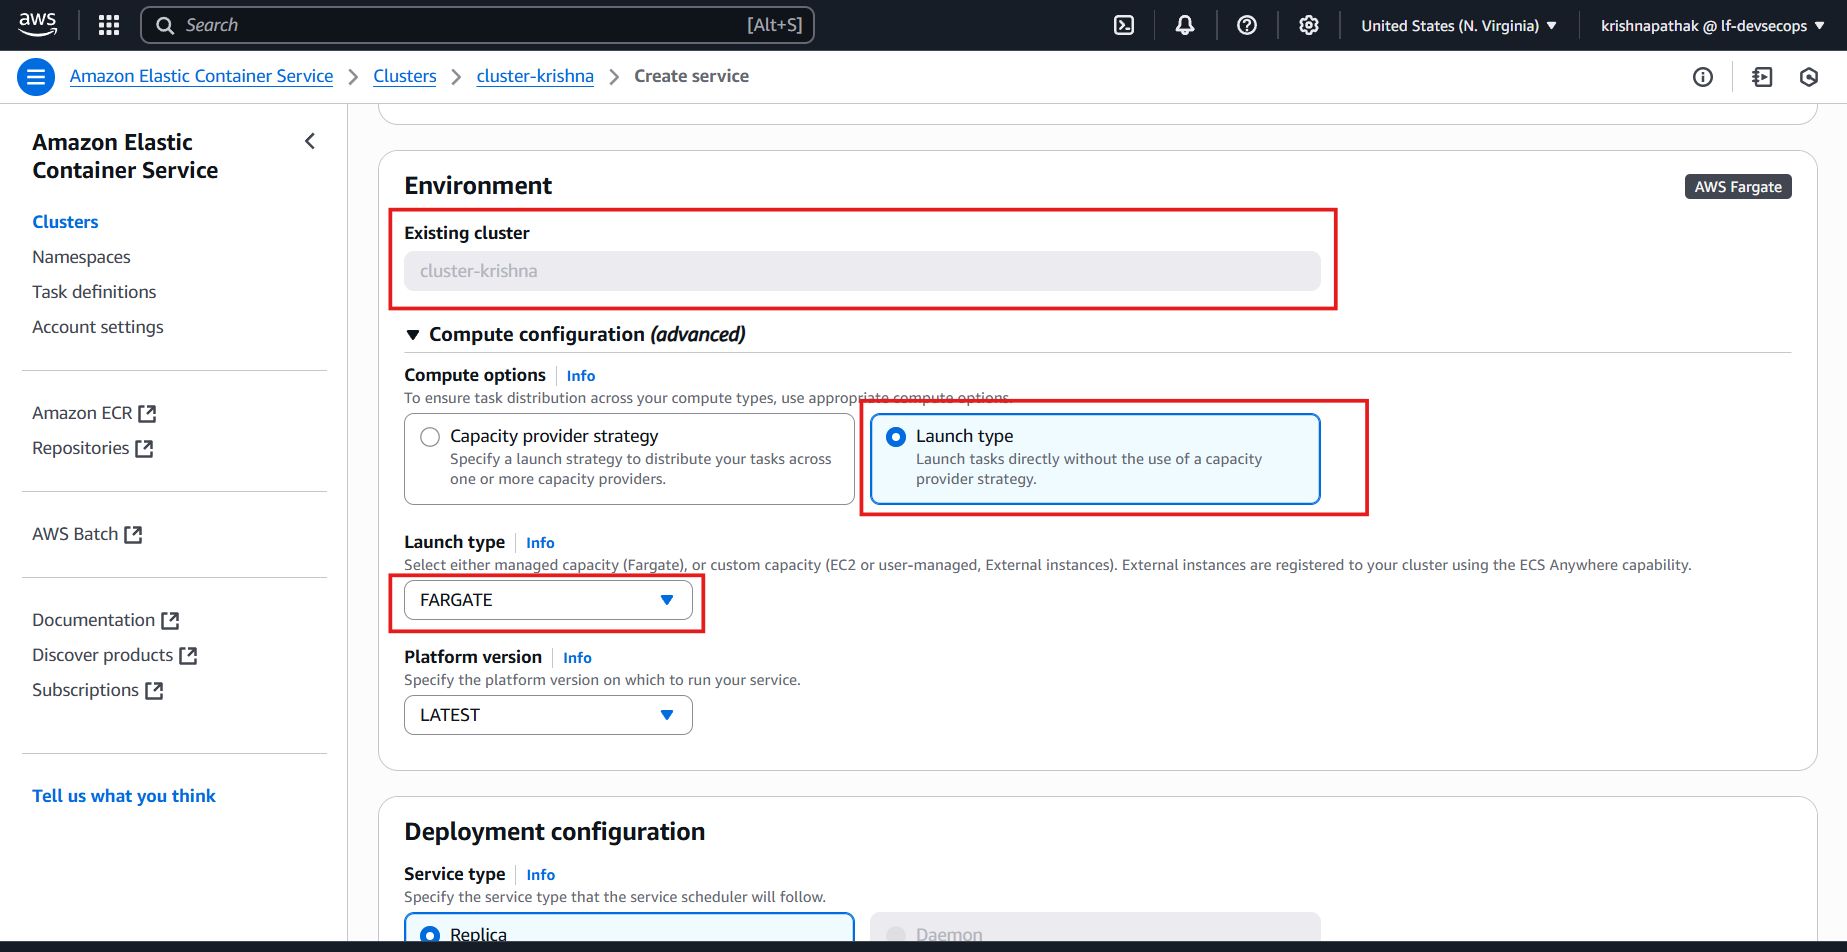 aws
Search
[Alt+S]
United States (N. Virginia)
krishnapathak @ lf-devsecops
Amazon Elastic Container Service
Clusters
cluster-krishna
Create service
Amazon Elastic
Container Service
Clusters
Namespaces
Task definitions
Account settings
Amazon ECR
Repositories
AWS Batch
Documentation
Discover products
Subscriptions
Tell us what you think
Environment
AWS Fargate
Existing cluster
cluster-krishna
Compute configuration (advanced)
Compute options
Info
To ensure task distribution across your compute types, use appropriate compute options.
Capacity provider strategy
Specify a launch strategy to distribute your tasks across
one or more capacity providers.
Launch type
Launch tasks directly without the use of a capacity
provider strategy.
Launch type
Info
Select either managed capacity (Fargate), or custom capacity (EC2 or user-managed, External instances). External instances are registered to your cluster using the ECS Anywhere capability.
FARGATE
Platform version
Info
Specify the platform version on which to run your service.
LATEST
Deployment configuration
Service type
Info
Specify the service type that the service scheduler will follow.
Replica
Daemon